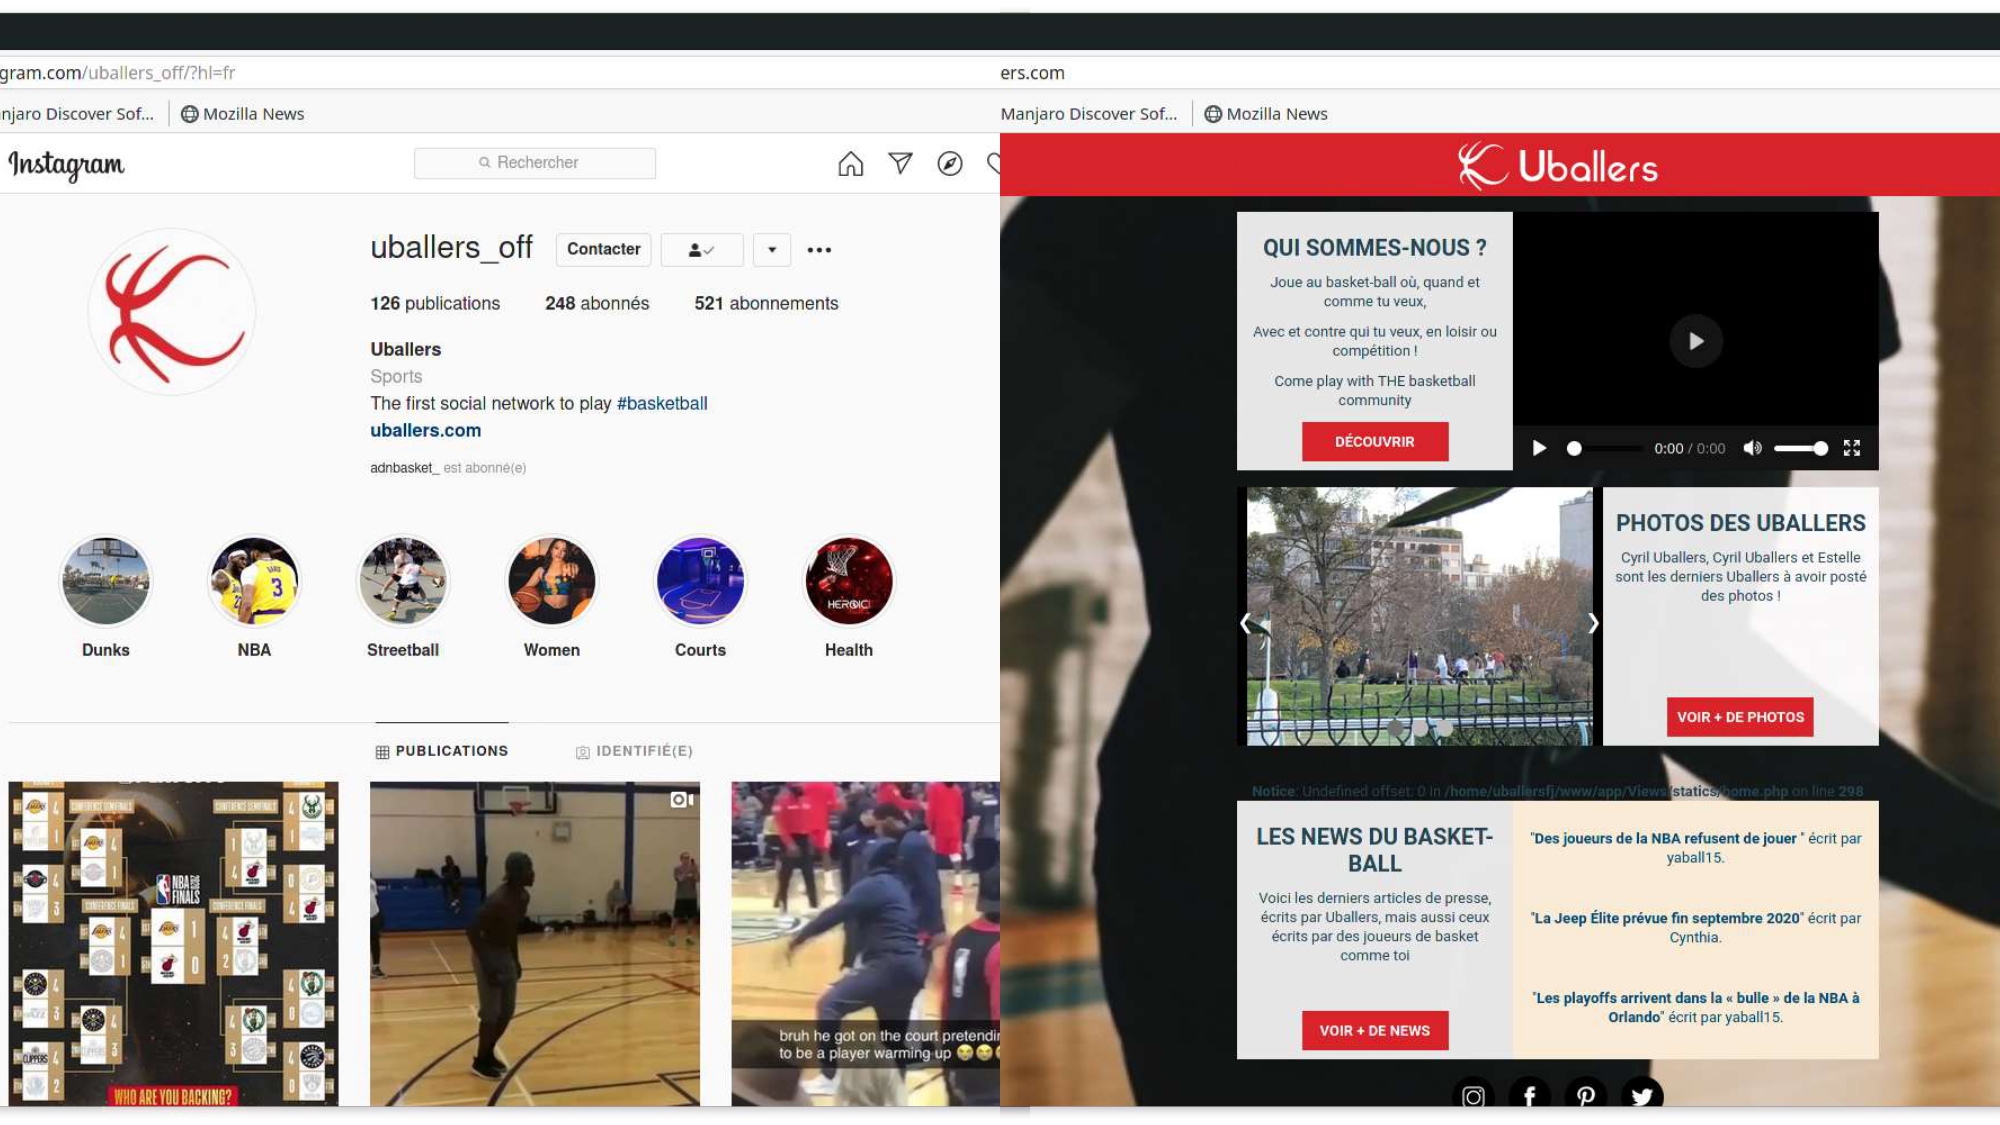 gram.com/uballers_off/?hl=fr
njaro Discover Sof...
Mozilla News
Instagram
Rechercher
uballers_off
Contacter
126 publications
248 abonnés
521 abonnements
Uballers
Sports
The first social network to play #basketball
uballers.com
adnbasket_ est abonné(e)
Dunks
NBA
Streetball
Women
Courts
Health
HEROIC
PUBLICATIONS
IDENTIFIÉ(E)
CONFERENCE SEMIFINALS
CONFERENCE SEMIFINALS
NBA
FINALS
CONFERENCE FINALS
CONFERENCE FINALS
WHO ARE YOU BACKING?
bruh he got on the court pretendin
to be a player warming up
ers.com
Manjaro Discover Sof...
Mozilla News
Uballers
QUI SOMMES-NOUS ?
Joue au basket-ball où, quand et
comme tu veux,
Avec et contre qui tu veux, en loisir ou
compétition !
Come play with THE basketball
community
DÉCOUVRIR
0:00 / 0:00
PHOTOS DES UBALLERS
Cyril Uballers, Cyril Uballers et Estelle
sont les derniers Uballers à avoir posté
des photos !
VOIR + DE PHOTOS
Notice: Undefined offset: 0 in /home/uballersfj/www/app/Views/statics/home.php on line 298
LES NEWS DU BASKET-
BALL
Voici les derniers articles de presse,
écrits par Uballers, mais aussi ceux
écrits par des joueurs de basket
comme toi
VOIR + DE NEWS
"Des joueurs de la NBA refusent de jouer " écrit par
yaball15.
"La Jeep Élite prévue fin septembre 2020" écrit par
Cynthia.
"Les playoffs arrivent dans la « bulle » de la NBA à
Orlando" écrit par yaball15.